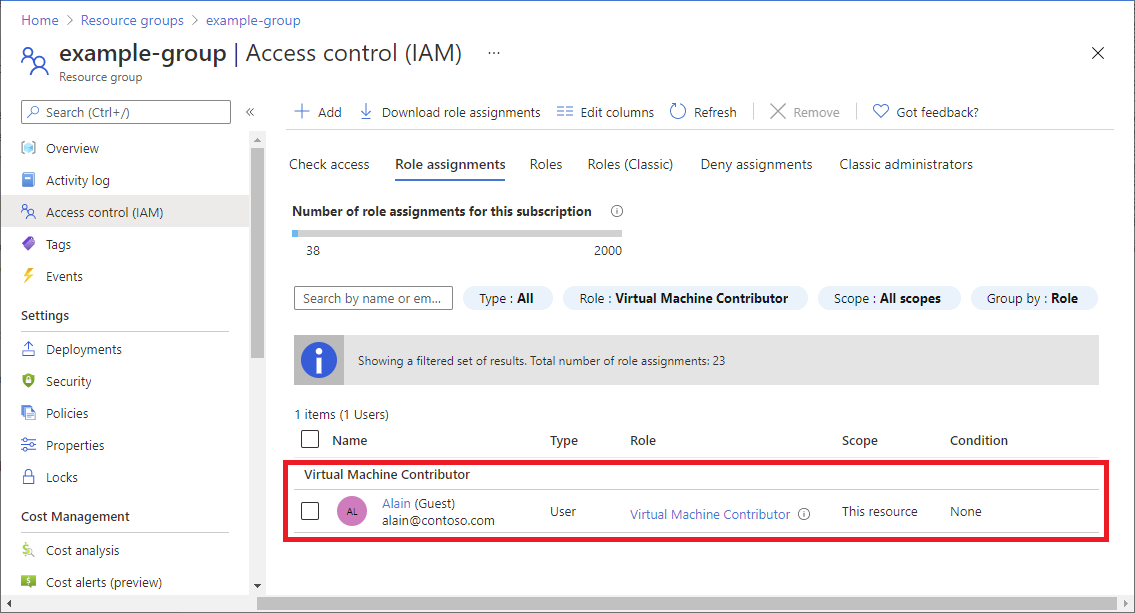 Home > Resource groups > example-group
example-group | Access control (IAM) ...
Resource group
Search (Ctrl+/)
«
Overview
Activity log
Access control (IAM)
Tags
Events
Settings
Deployments
Security
Policies
Properties
Locks
Cost Management
Cost analysis
Cost alerts (preview)
Add Download role assignments Edit columns Refresh Remove Got feedback?
Check access Role assignments Roles Roles (Classic) Deny assignments Classic administrators
Number of role assignments for this subscription
38 2000
Search by name or em... Type : All Role : Virtual Machine Contributor Scope : All scopes Group by : Role
Showing a filtered set of results. Total number of role assignments: 23
1 items (1 Users)
Name Type Role Scope Condition
Virtual Machine Contributor
AL Alain (Guest) User Virtual Machine Contributor This resource None
alain@contoso.com